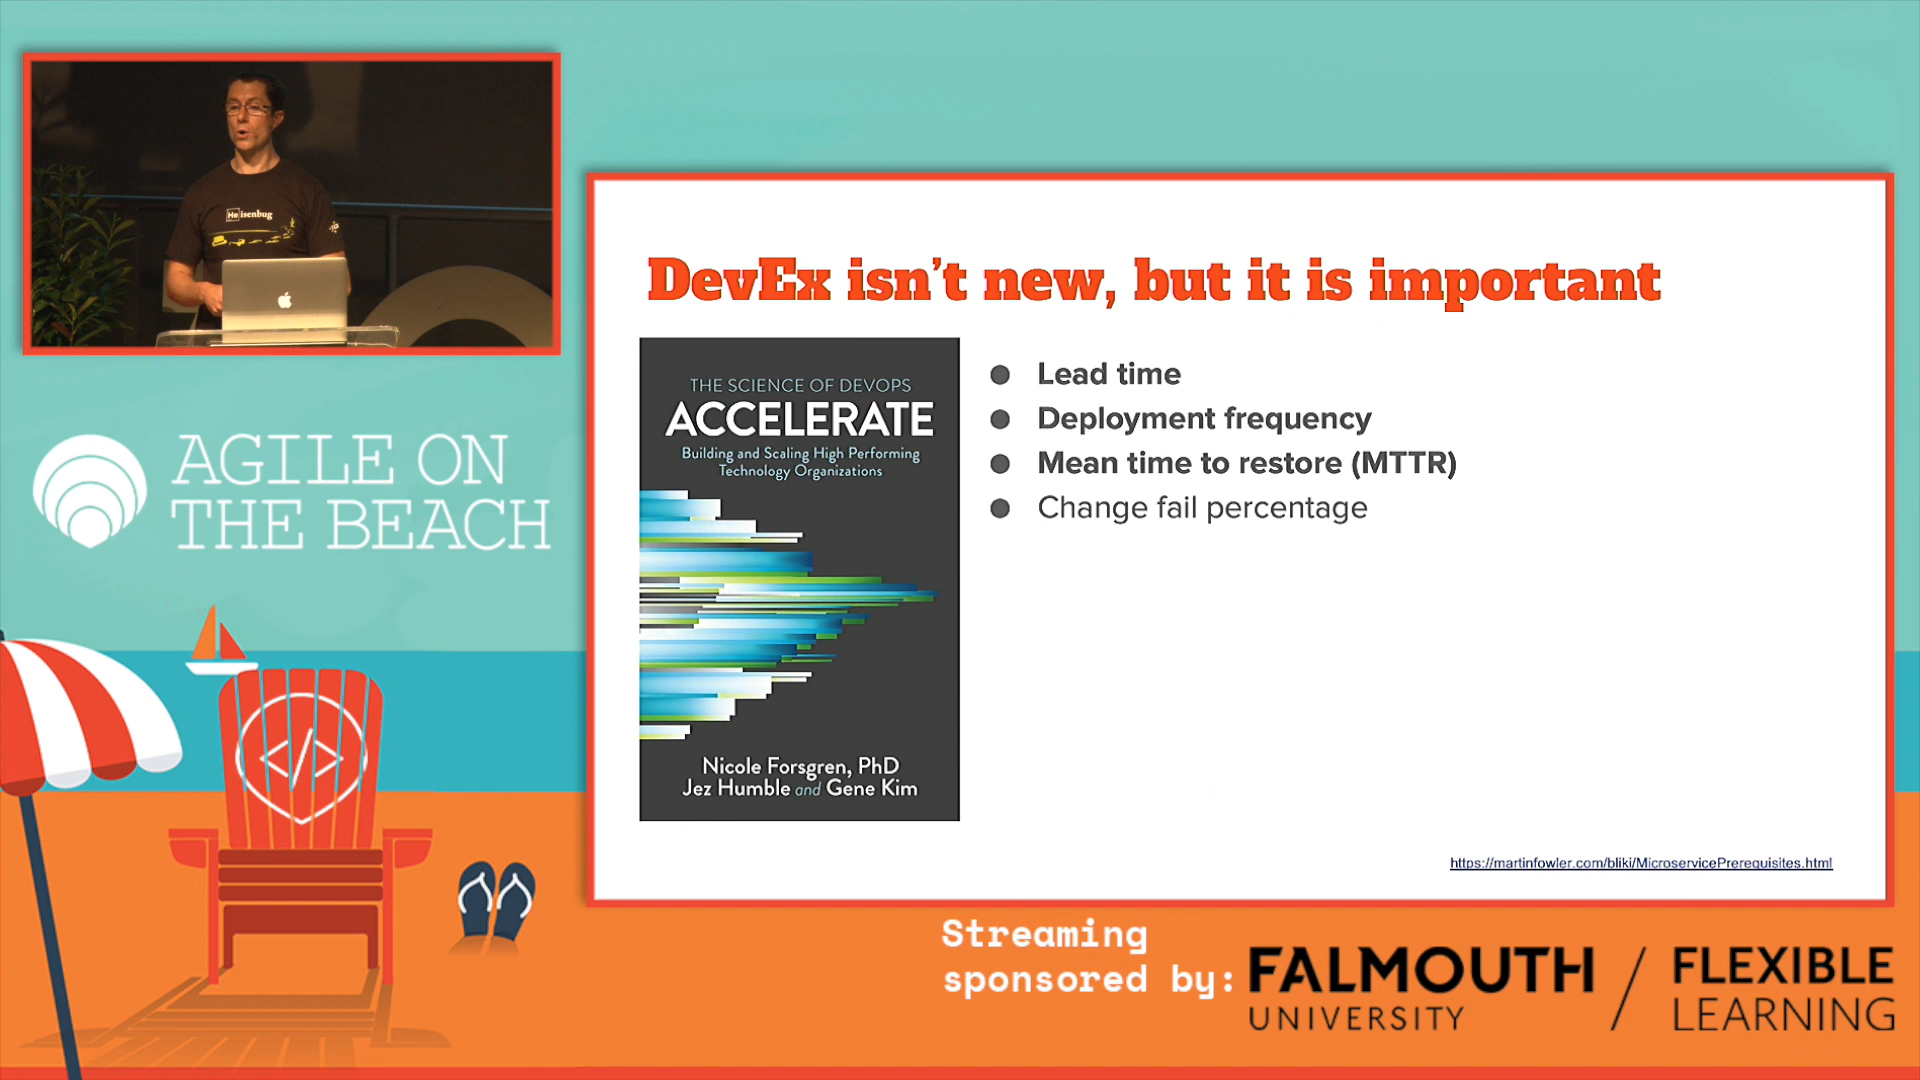 Heisenbug
AGILE ON
THE BEACH
</>
DevEx isn't new, but it is important
THE SCIENCE OF DEVOPS
ACCELERATE
Building and Scaling High Performing
Technology Organizations
Nicole Forsgren, PhD
Jez Humble and Gene Kim
● Lead time
● Deployment frequency
● Mean time to restore (MTTR)
● Change fail percentage
https://martinfowler.com/bliki/MicroservicePrerequisites.html
Streaming
sponsored by:
FALMOUTH
UNIVERSITY
/
FLEXIBLE
LEARNING